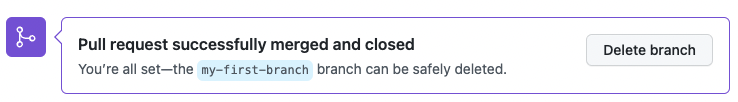 Pull request successfully merged and closed
Delete branch
You’re all set—the my-first-branch branch can be safely deleted.